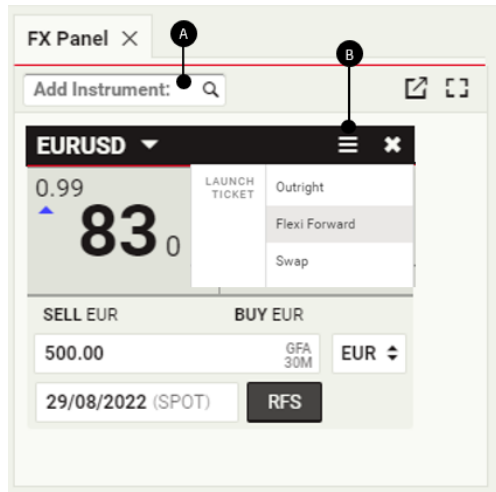 FX Panel
A
B
Add Instrument:
EURUSD
0.99
83 0
LAUNCH
TICKET
Outright
Flexi Forward
Swap
SELL EUR
BUY EUR
500.00
GFA
30M
EUR
29/08/2022 (SPOT)
RFS